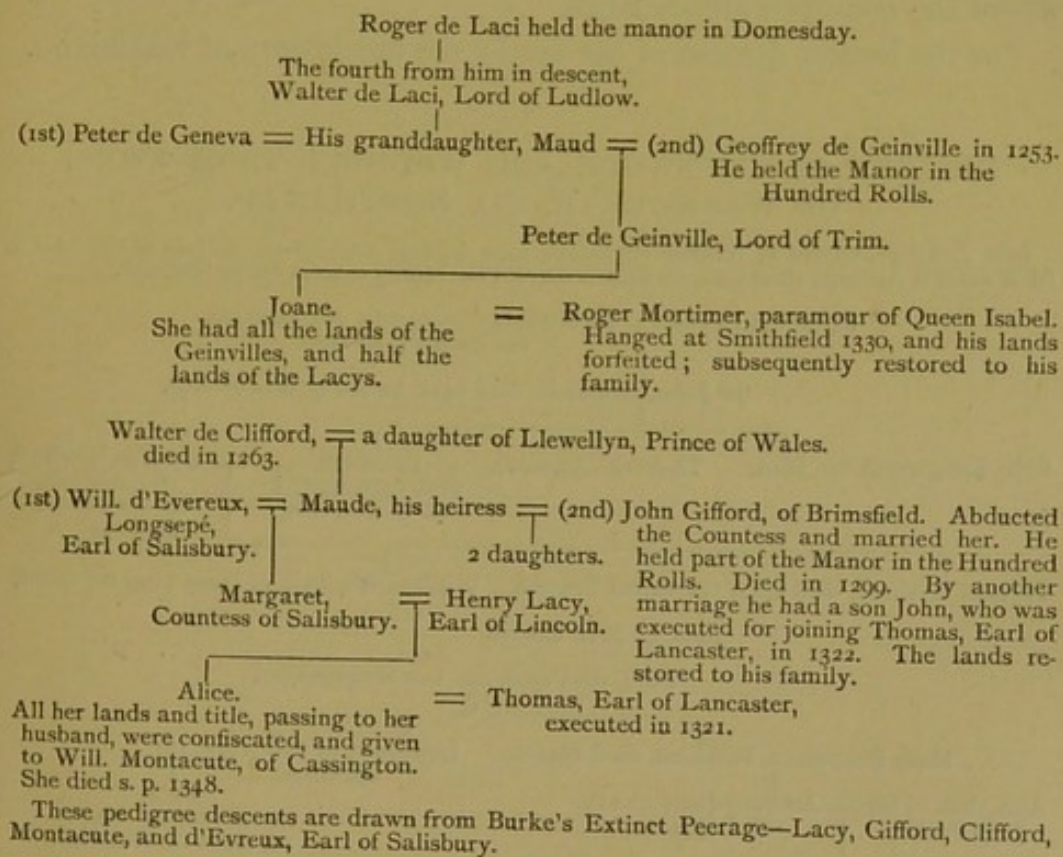 Roger de Laci held the manor in Domesday.
The fourth from him in descent,
Walter de Laci, Lord of Ludlow.
(1st) Peter de Geneva = His granddaughter, Maud = (2nd) Geoffrey de Geinville in 1253.
He held the Manor in the
Hundred Rolls.
Peter de Geinville, Lord of Trim.
Joane.
She had all the lands of the
Geinvilles, and half the
lands of the Lacys.
=
Roger Mortimer, paramour of Queen Isabel.
Hanged at Smithfield 1330, and his lands
forfeited; subsequently restored to his
family.
Walter de Clifford, = a daughter of Llewellyn, Prince of Wales.
died in 1263.
(1st) Will. d'Evereux, = Maude, his heiress = (2nd) John Gifford, of Brimsfield. Abducted
Longsepé,
Earl of Salisbury.
2 daughters.
the Countess and married her. He
held part of the Manor in the Hundred
Rolls. Died in 1299. By another
marriage he had a son John, who was
executed for joining Thomas, Earl of
Lancaster, in 1322. The lands re-
stored to his family.
Margaret,
Countess of Salisbury.
=
Henry Lacy,
Earl of Lincoln.
Alice.
All her lands and title, passing to her
husband, were confiscated, and given
to Will. Montacute, of Cassington.
She died s. p. 1348.
=
Thomas, Earl of Lancaster,
executed in 1321.
These pedigree descents are drawn from Burke's Extinct Peerage—Lacy, Gifford, Clifford,
Montacute, and d'Evreux, Earl of Salisbury.